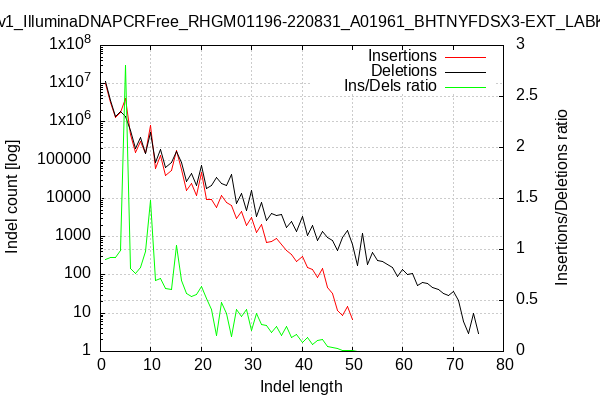 v1_IlluminaDNAPCRFree_RHGM01196-220831_A01961_BHTNYFDSX3-EXT_LABK
1x10^8
1x10^7
1x10^6
100000
10000
1000
100
10
1
Indel count [log]
Insertions
Deletions
Ins/Dels ratio
3
2.5
2
1.5
1
0.5
0
Insertions/Deletions ratio
0 10 20 30 40 50 60 70 80
Indel length